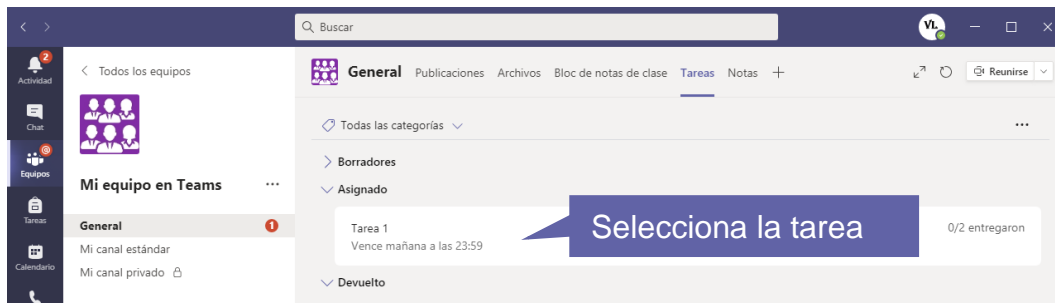 Buscar
VL
2
Actividad
Chat
@
Equipos
Tareas
Calendario
Todos los equipos
Mi equipo en Teams
General 1
Mi canal estándar
Mi canal privado
General Publicaciones Archivos Bloc de notas de clase Tareas Notas
Reunirse
Todas las categorías
Borradores
Asignado
Tarea 1
Vence mañana a las 23:59
Selecciona la tarea
0/2 entregaron
Devuelto